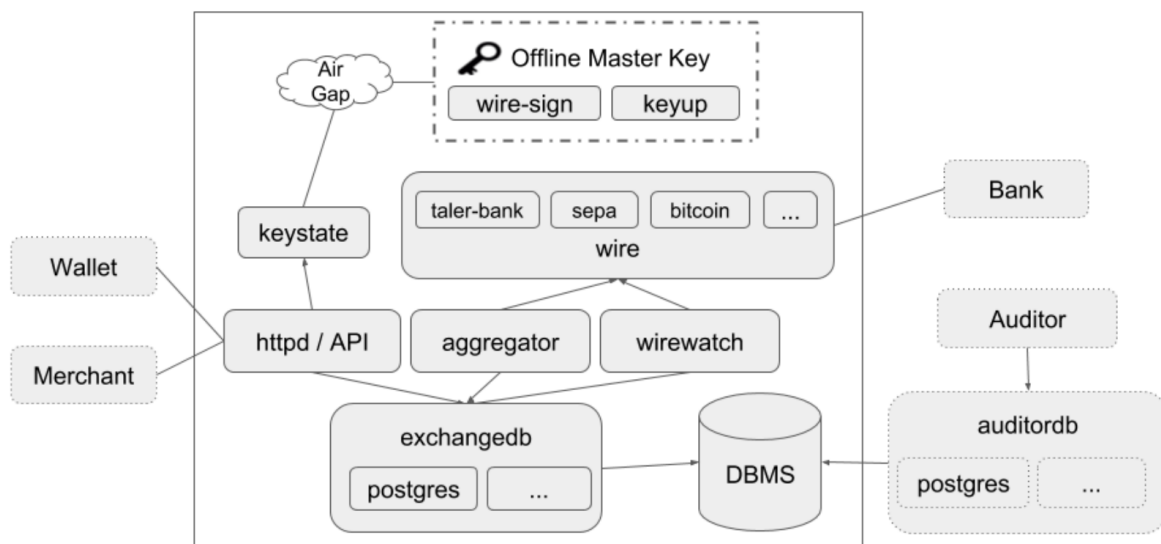 Offline Master Key
Air
Gap
wire-sign
keyup
Bank
taler-bank
sepa
bitcoin
...
keystate
wire
Wallet
Auditor
httpd / API
aggregator
wirewatch
Merchant
exchangedb
auditordb
DBMS
postgres
...
postgres
...